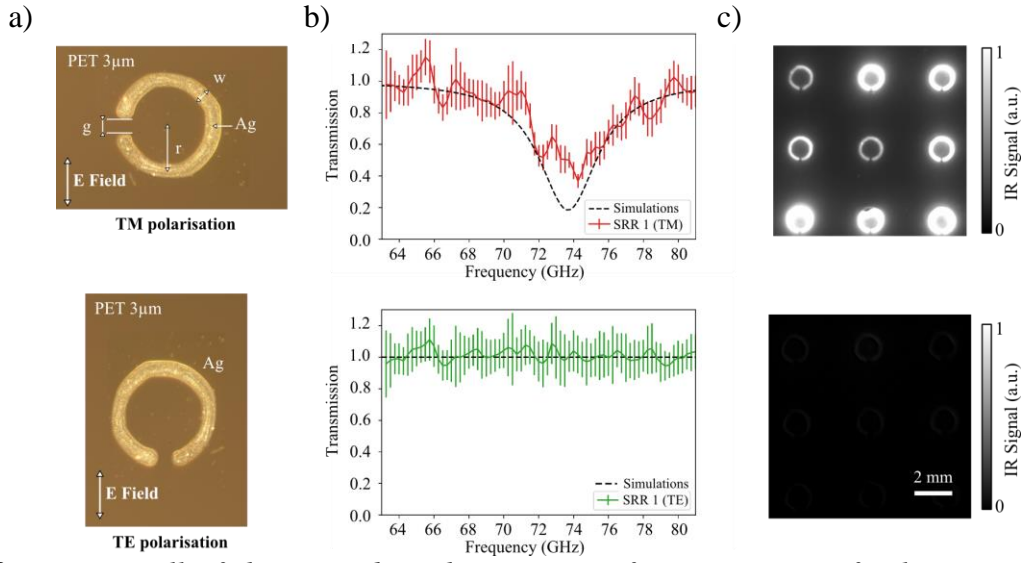 a)
PET 3µm
w
g
Ag
r
E Field
TM polarisation
PET 3µm
Ag
E Field
TE polarisation
b)
1.2
1.0
0.8
0.6
0.4
0.2
0.0
Transmission
Simulations
SRR 1 (TM)
64 66 68 70 72 74 76 78 80
Frequency (GHz)
1.2
1.0
0.8
0.6
0.4
0.2
0.0
Transmission
Simulations
SRR 1 (TE)
64 66 68 70 72 74 76 78 80
Frequency (GHz)
c)
1
0
IR Signal (a.u.)
2 mm
1
0
IR Signal (a.u.)